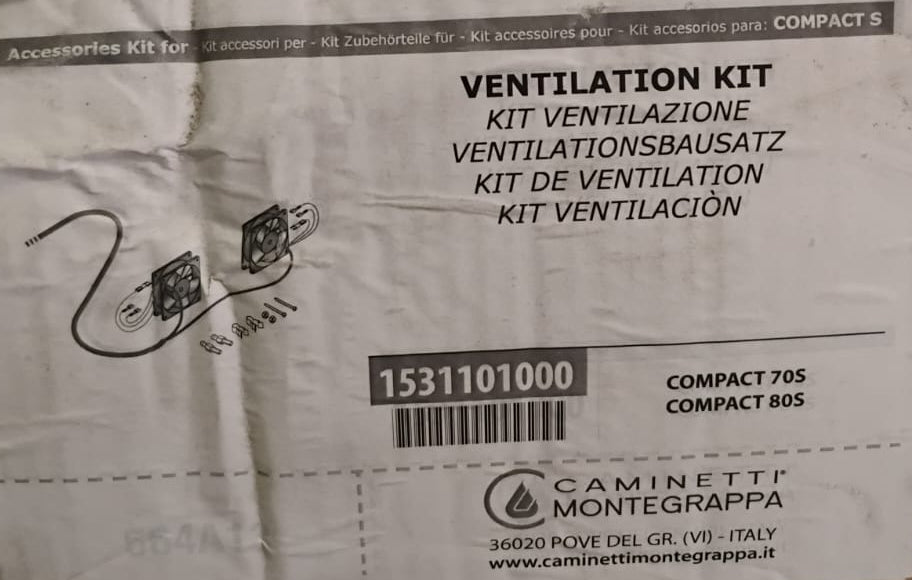 Accessories Kit for - Kit accessori per - Kit Zubehörteile für - Kit accessoires pour - Kit accesorios para: COMPACT S
VENTILATION KIT
KIT VENTILAZIONE
VENTILATIONSBAUSATZ
KIT DE VENTILATION
KIT VENTILACIÒN
1531101000
COMPACT 70S
COMPACT 80S
CAMINETTI®
MONTEGRAPPA
36020 POVE DEL GR. (VI) - ITALY
www.caminettimontegrappa.it